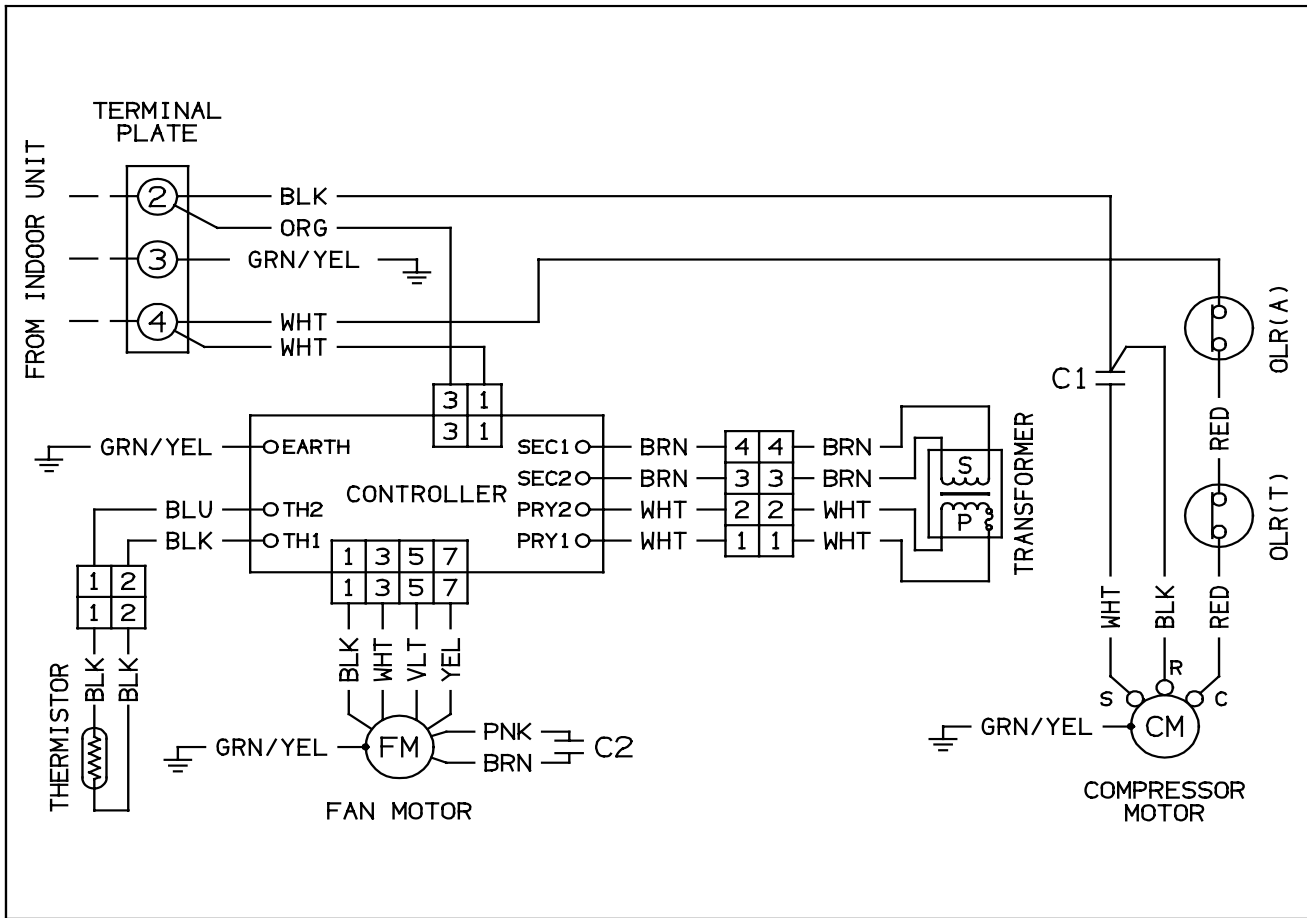 TERMINAL
PLATE
FROM INDOOR UNIT
2
BLK
ORG
3
GRN/YEL
4
WHT
WHT
OLR(A)
C1
3 1
3 1
RED
GRN/YEL
EARTH
CONTROLLER
TH2
TH1
BLU
BLK
SEC1
SEC2
PRY2
PRY1
BRN
BRN
WHT
WHT
4 4
3 3
2 2
1 1
BRN
BRN
WHT
WHT
S
P
TRANSFORMER
OLR(T)
1 3 5 7
1 3 5 7
1 2
1 2
BLK
BLK
THERMISTOR
BLK
WHT
VLT
YEL
GRN/YEL
FM
PNK
BRN
C2
FAN MOTOR
WHT
BLK
RED
S
R
C
GRN/YEL
CM
COMPRESSOR
MOTOR